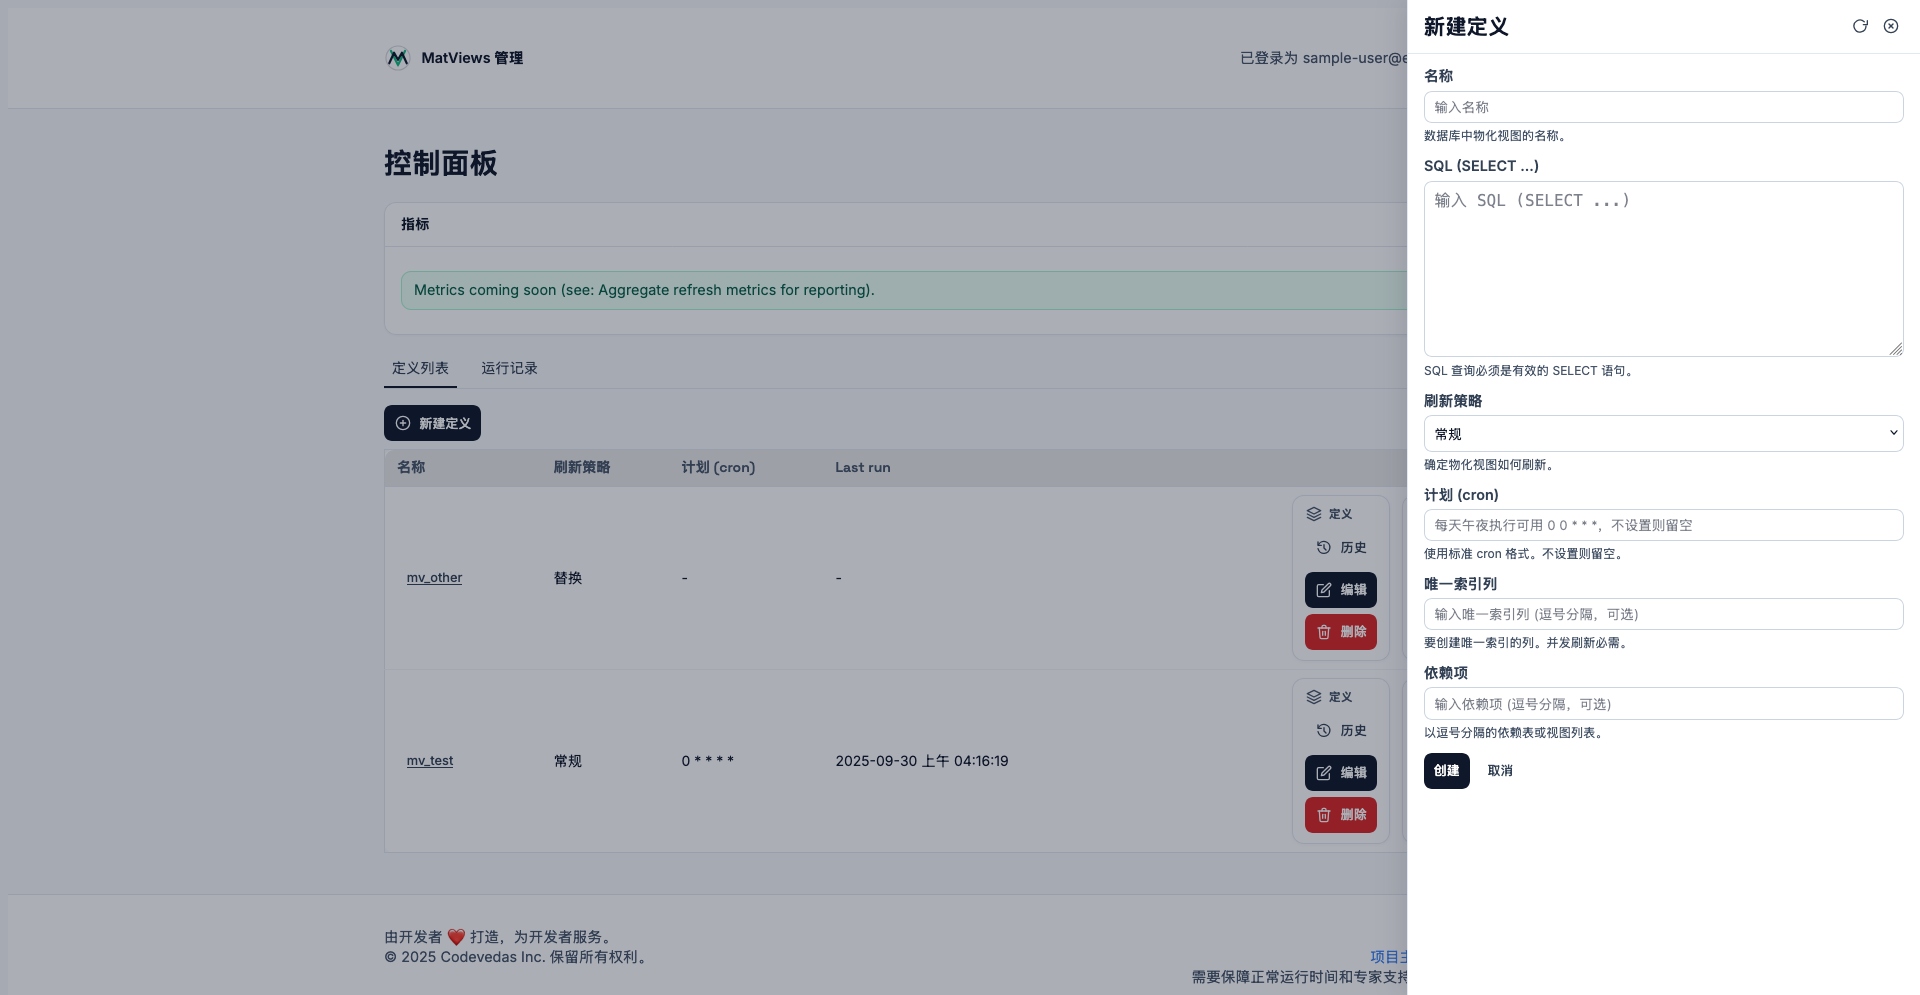 MatViews 管理
已登录为 sample-user@e
控制面板
指标
Metrics coming soon (see: Aggregate refresh metrics for reporting).
定义列表
运行记录
新建定义
名称 刷新策略 计划 (cron) Last run
定义
历史
mv_other 替换 - -
编辑
删除
定义
历史
mv_test 常规 0 * * * * 2025-09-30 上午 04:16:19
编辑
删除
由开发者 ❤️ 打造，为开发者服务。
© 2025 Codevedas Inc. 保留所有权利。
项目主
需要保障正常运行时间和专家支持
新建定义
名称
输入名称
数据库中物化视图的名称。
SQL (SELECT ...)
输入 SQL (SELECT ...)
SQL 查询必须是有效的 SELECT 语句。
刷新策略
常规
确定物化视图如何刷新。
计划 (cron)
每天午夜执行可用 0 0 * * *，不设置则留空
使用标准 cron 格式。不设置则留空。
唯一索引列
输入唯一索引列 (逗号分隔，可选)
要创建唯一索引的列。并发刷新必需。
依赖项
输入依赖项 (逗号分隔，可选)
以逗号分隔的依赖表或视图列表。
创建
取消